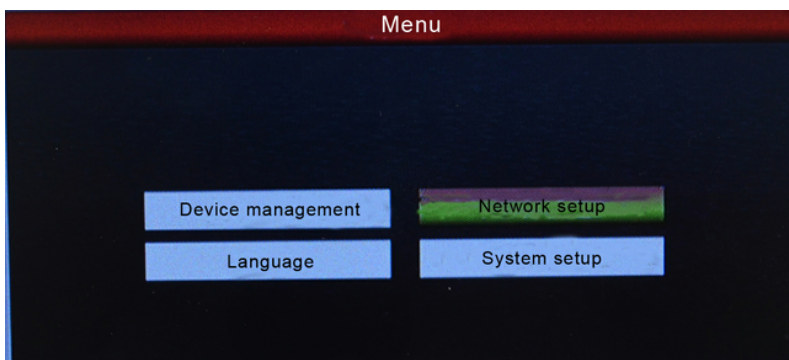 Menu
Device management
Network setup
Language
System setup